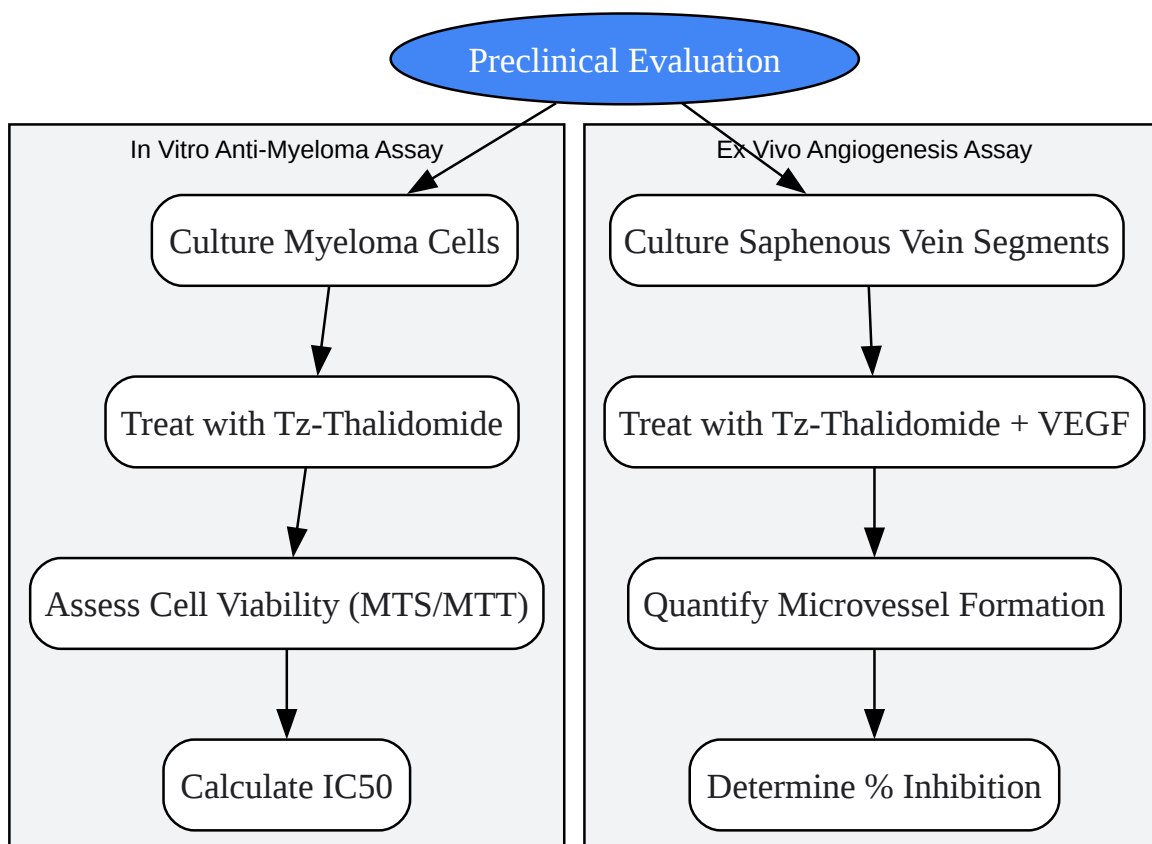 Preclinical Evaluation
In Vitro Anti-Myeloma Assay
Culture Myeloma Cells
Treat with Tz-Thalidomide
Assess Cell Viability (MTS/MTT)
Calculate IC50
Ex Vivo Angiogenesis Assay
Culture Saphenous Vein Segments
Treat with Tz-Thalidomide + VEGF
Quantify Microvessel Formation
Determine % Inhibition